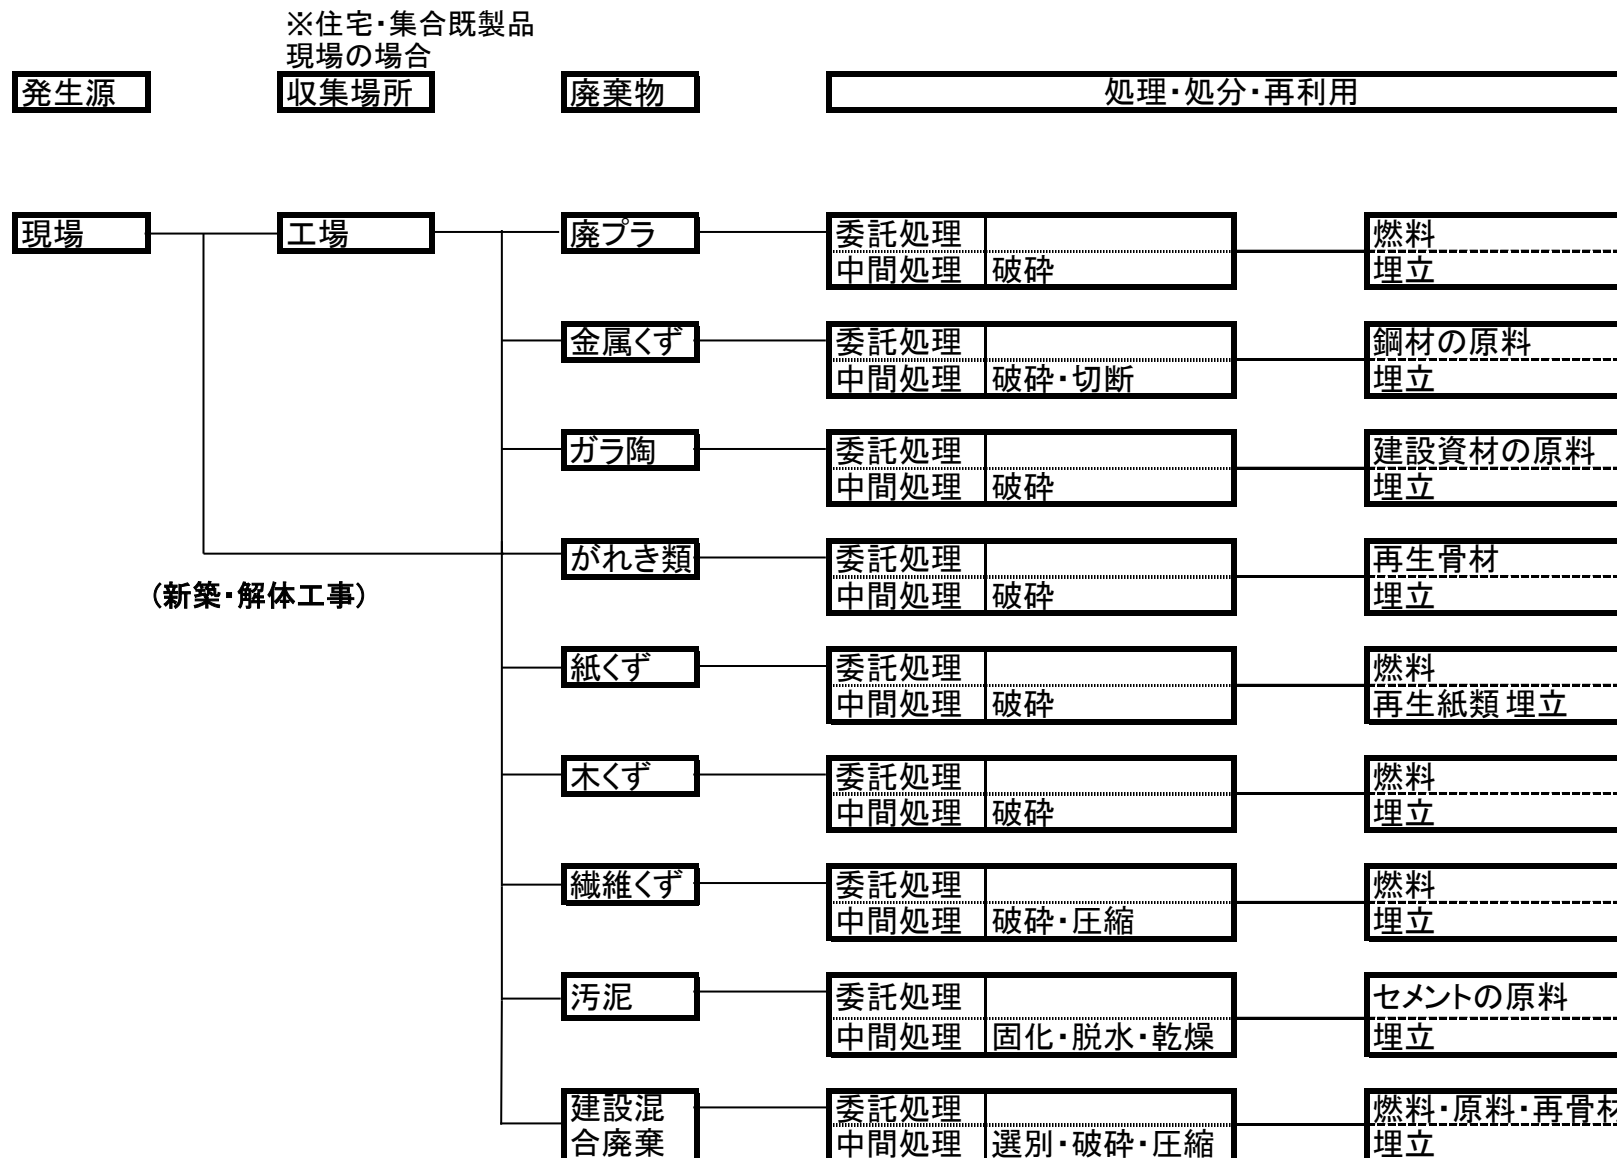 ※住宅・集合既製品
現場の場合
発生源 収集場所 廃棄物 処理・処分・再利用
現場 工場 廃プラ 委託処理 燃料
中間処理 破砕 埋立
金属くず 委託処理 鋼材の原料
中間処理 破砕・切断 埋立
ガラ陶 委託処理 建設資材の原料
中間処理 破砕 埋立
がれき類 委託処理 再生骨材
中間処理 破砕 埋立
(新築・解体工事)
紙くず 委託処理 燃料
中間処理 破砕 再生紙類 埋立
木くず 委託処理 燃料
中間処理 破砕 埋立
繊維くず 委託処理 燃料
中間処理 破砕・圧縮 埋立
汚泥 委託処理 セメントの原料
中間処理 固化・脱水・乾燥 埋立
建設混 委託処理 燃料・原料・再骨材
合廃棄 中間処理 選別・破砕・圧縮 埋立